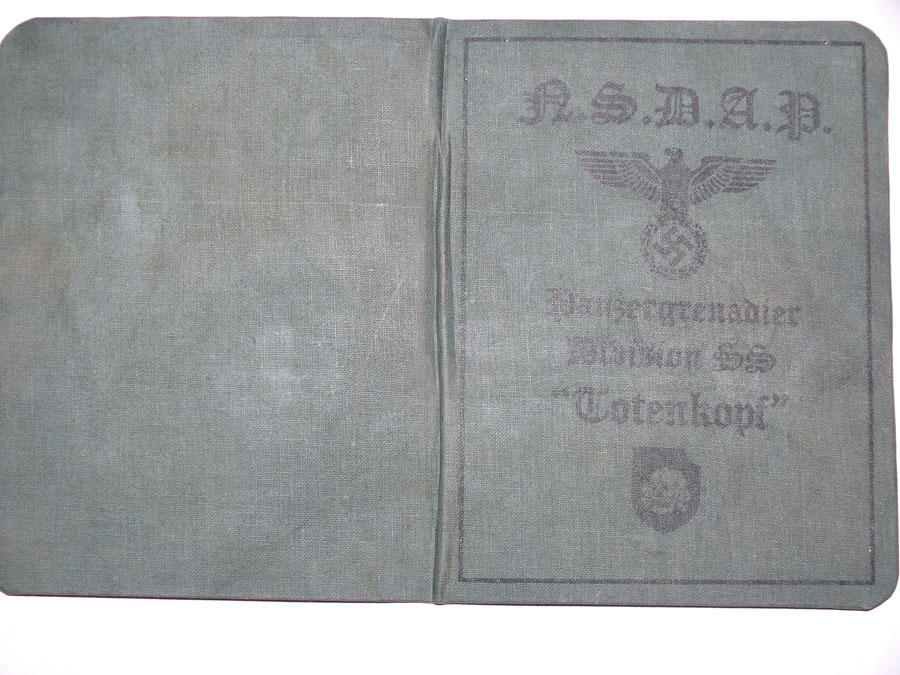 N.S.D.A.P.
Panzergrenadier
Division SS
“Totenkopf”